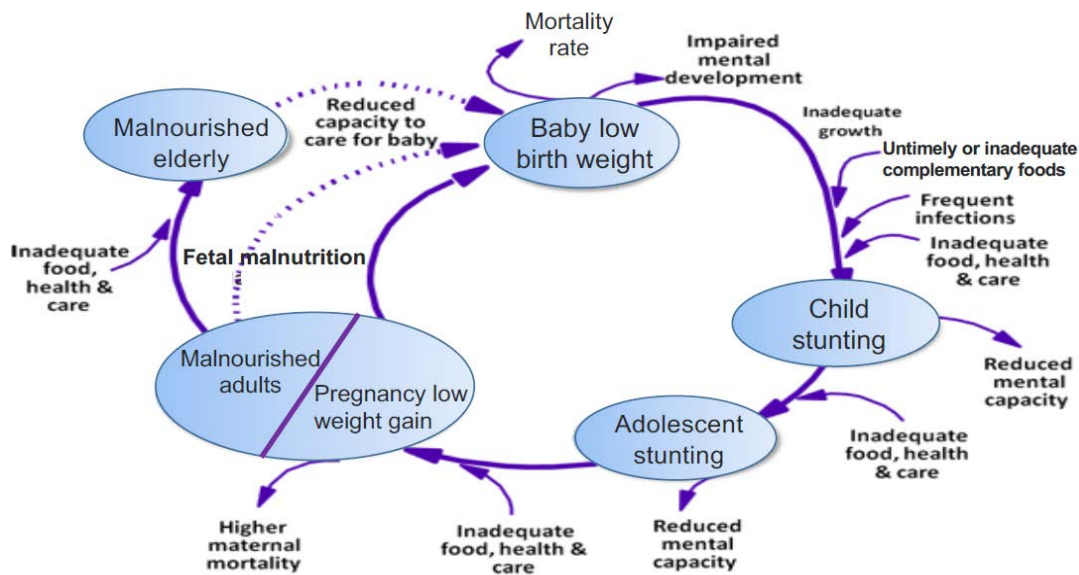 Mortality
rate
Impaired
mental
development
Malnourished
elderly
Reduced
capacity to
care for baby
Baby low
birth weight
Inadequate
growth
Untimely or inadequate
complementary foods
Frequent
infections
Inadequate
food, health
& care
Inadequate
food,
health &
care
Fetal malnutrition
Child
stunting
Reduced
mental
capacity
Malnourished
adults
Pregnancy low
weight gain
Adolescent
stunting
Inadequate
food, health
& care
Higher
maternal
mortality
Inadequate
food, health &
care
Reduced
mental
capacity